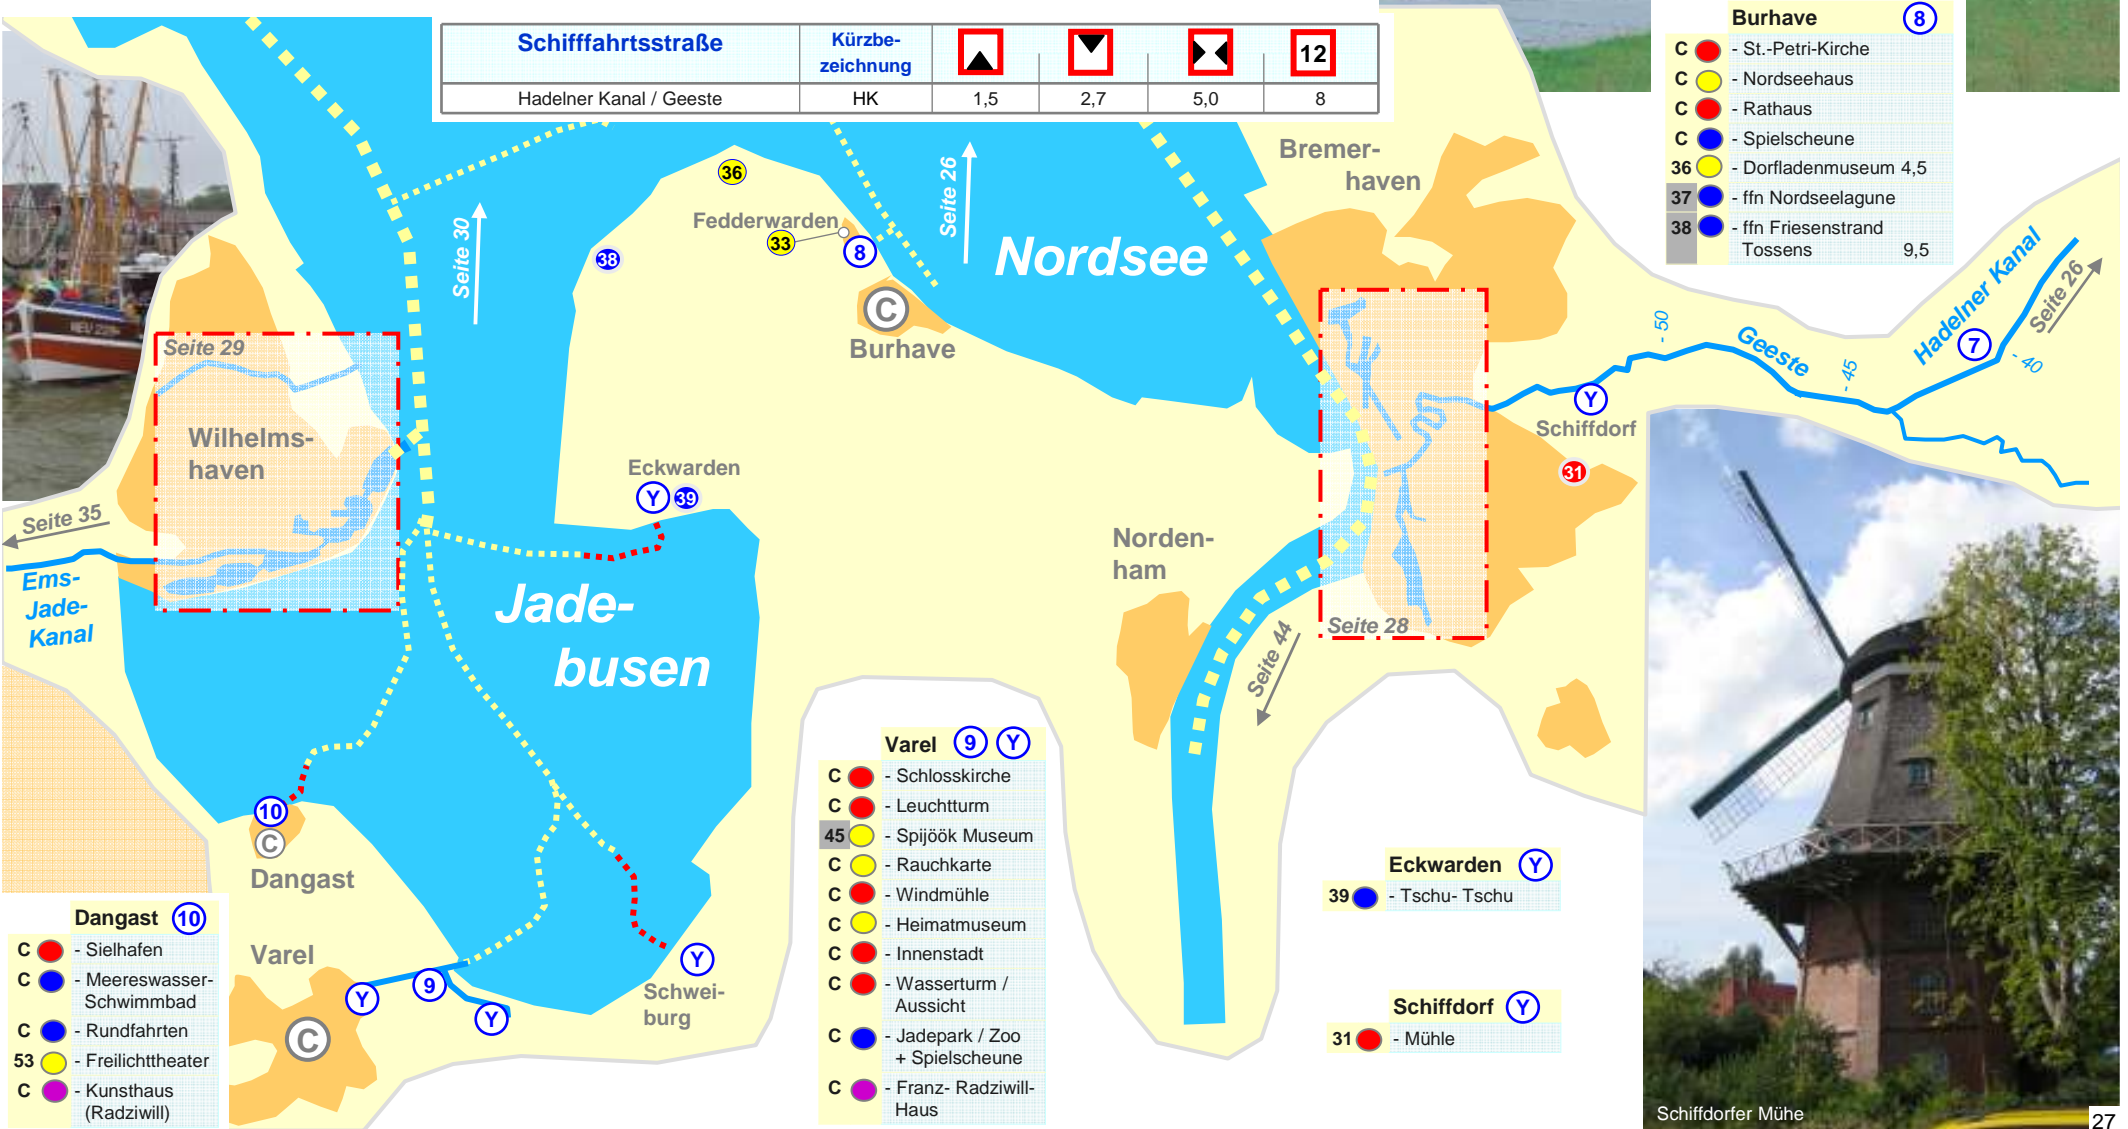 Schifffahrtsstraße
Kürzbe-
zeichnung
12
Hadelner Kanal / Geeste
HK
1,5
2,7
5,0
8
Burhave 8
C - St.-Petri-Kirche
C - Nordseehaus
C - Rathaus
C - Spielscheune
36 - Dorfladenmuseum 4,5
37 - ffn Nordseelagune
38 - ffn Friesenstrand
Tossens 9,5
Bremer-
haven
36
Seite 26
Seite 30
Fedderwarden
33
8
38
Nordsee
C
Burhave
Hadelner Kanal
Seite 26
7
- 40
- 45
- 50
Geeste
Y
Schiffdorf
31
Seite 29
Wilhelms-
haven
Eckwarden
Y 39
Seite 35
Ems-
Jade-
Kanal
Jade-
busen
Norden-
ham
Seite 44
Seite 28
Varel 9 Y
C - Schlosskirche
C - Leuchtturm
45 - Spijöök Museum
C - Rauchkarte
C - Windmühle
C - Heimatmuseum
C - Innenstadt
C - Wasserturm /
Aussicht
C - Jadepark / Zoo
+ Spielscheune
C - Franz- Radziwill-
Haus
10
C
Dangast
Dangast 10
C - Sielhafen
C - Meereswasser-
Schwimmbad
C - Rundfahrten
53 - Freilichttheater
C - Kunsthaus
(Radziwill)
Varel
C
Y
9
Y
Y
Schwei-
burg
Eckwarden Y
39 - Tschu- Tschu
Schiffdorf Y
31 - Mühle
Schiffdorfer Mühe
27